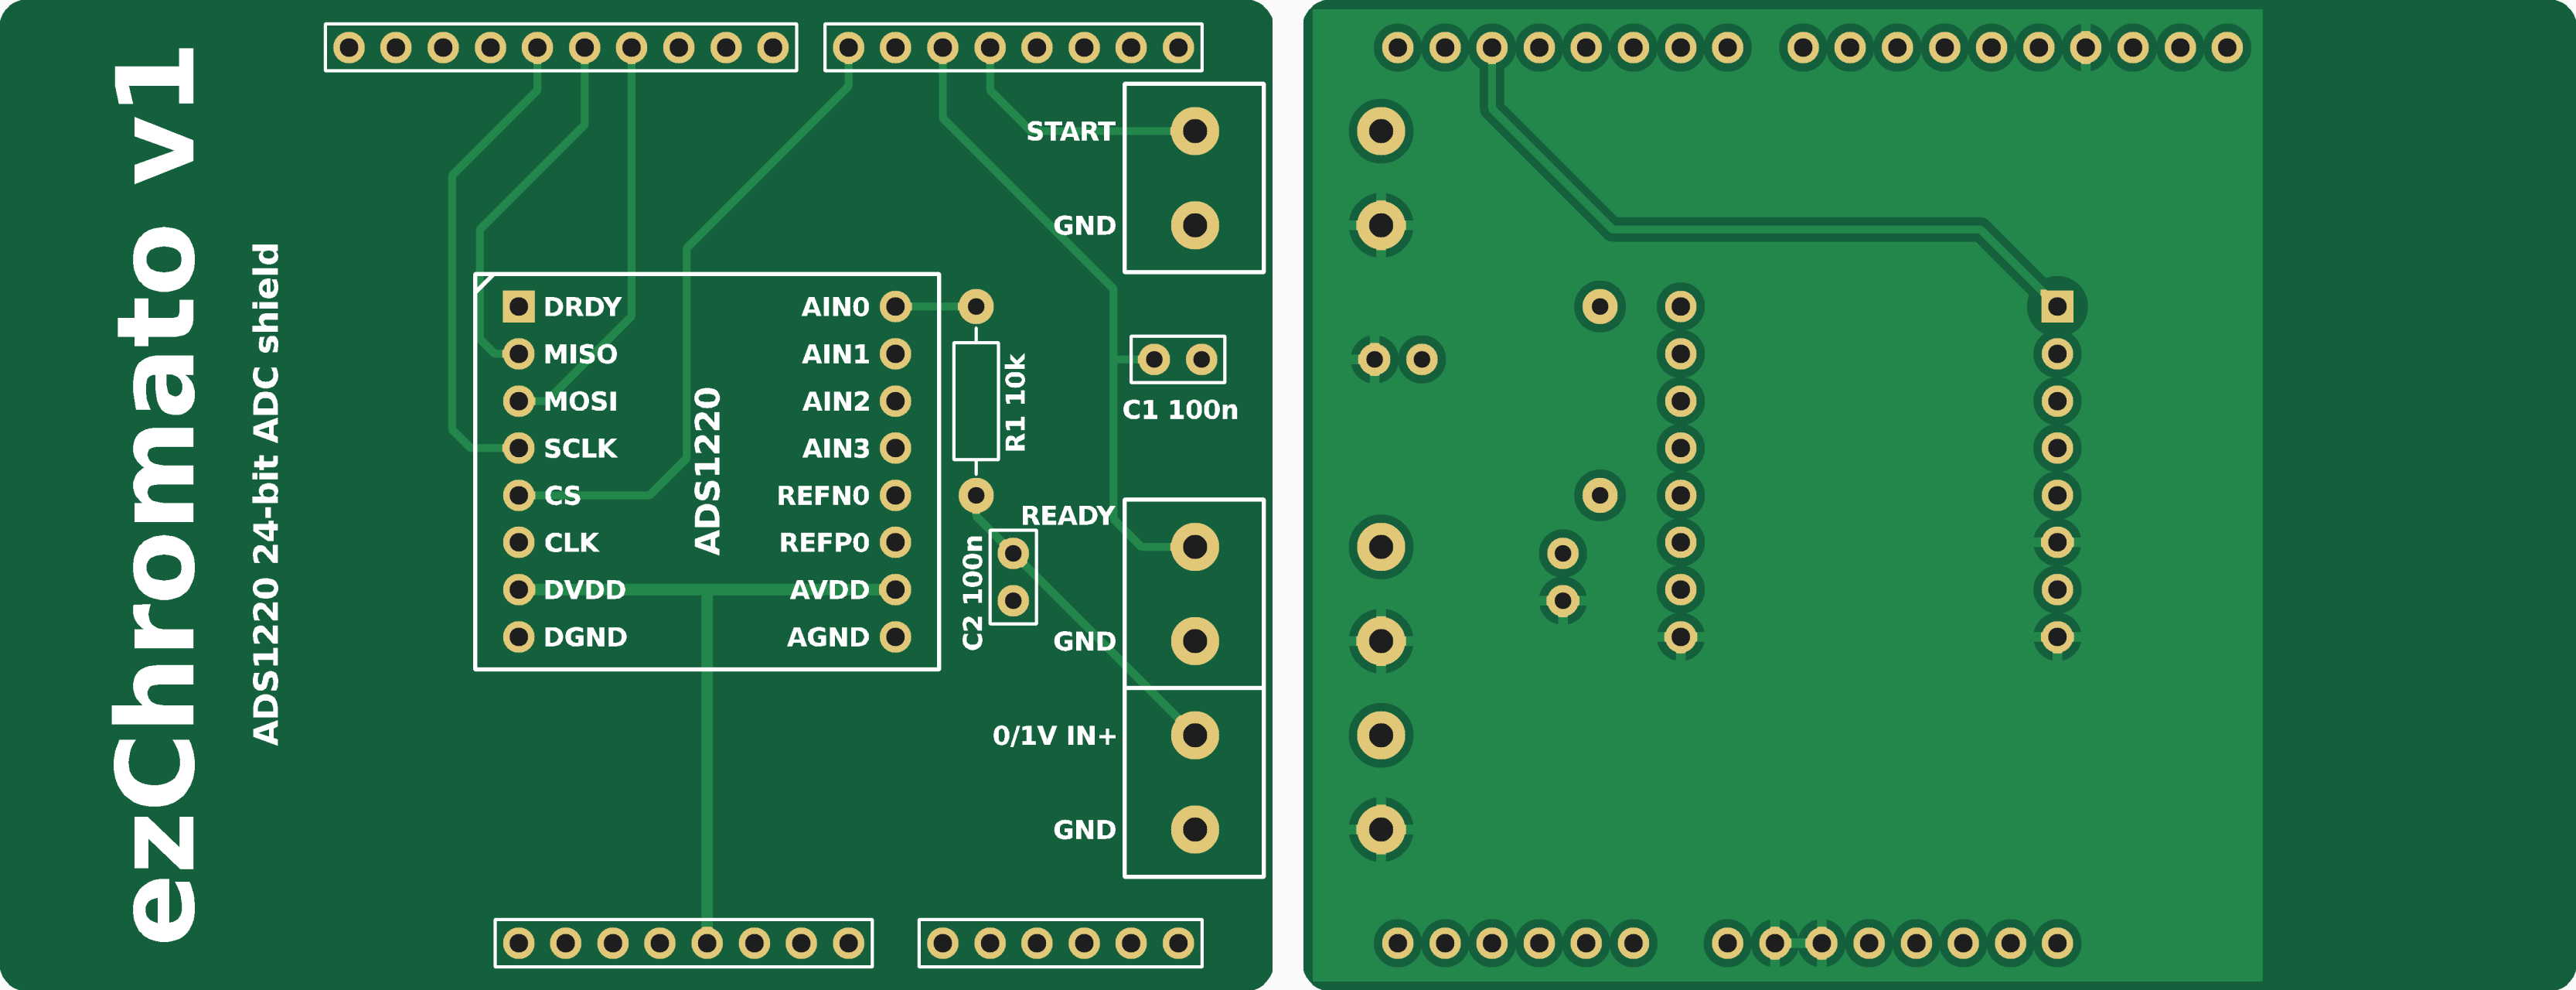 ezChromato v1
ADS1220 24-bit ADC shield
START
GND
DRDY
MISO
MOSI
SCLK
CS
CLK
DVDD
DGND
ADS1220
AIN0
AIN1
AIN2
AIN3
REFN0
REFP0
AVDD
AGND
R1 10k
C1 100n
C2 100n
READY
GND
0/1V IN+
GND